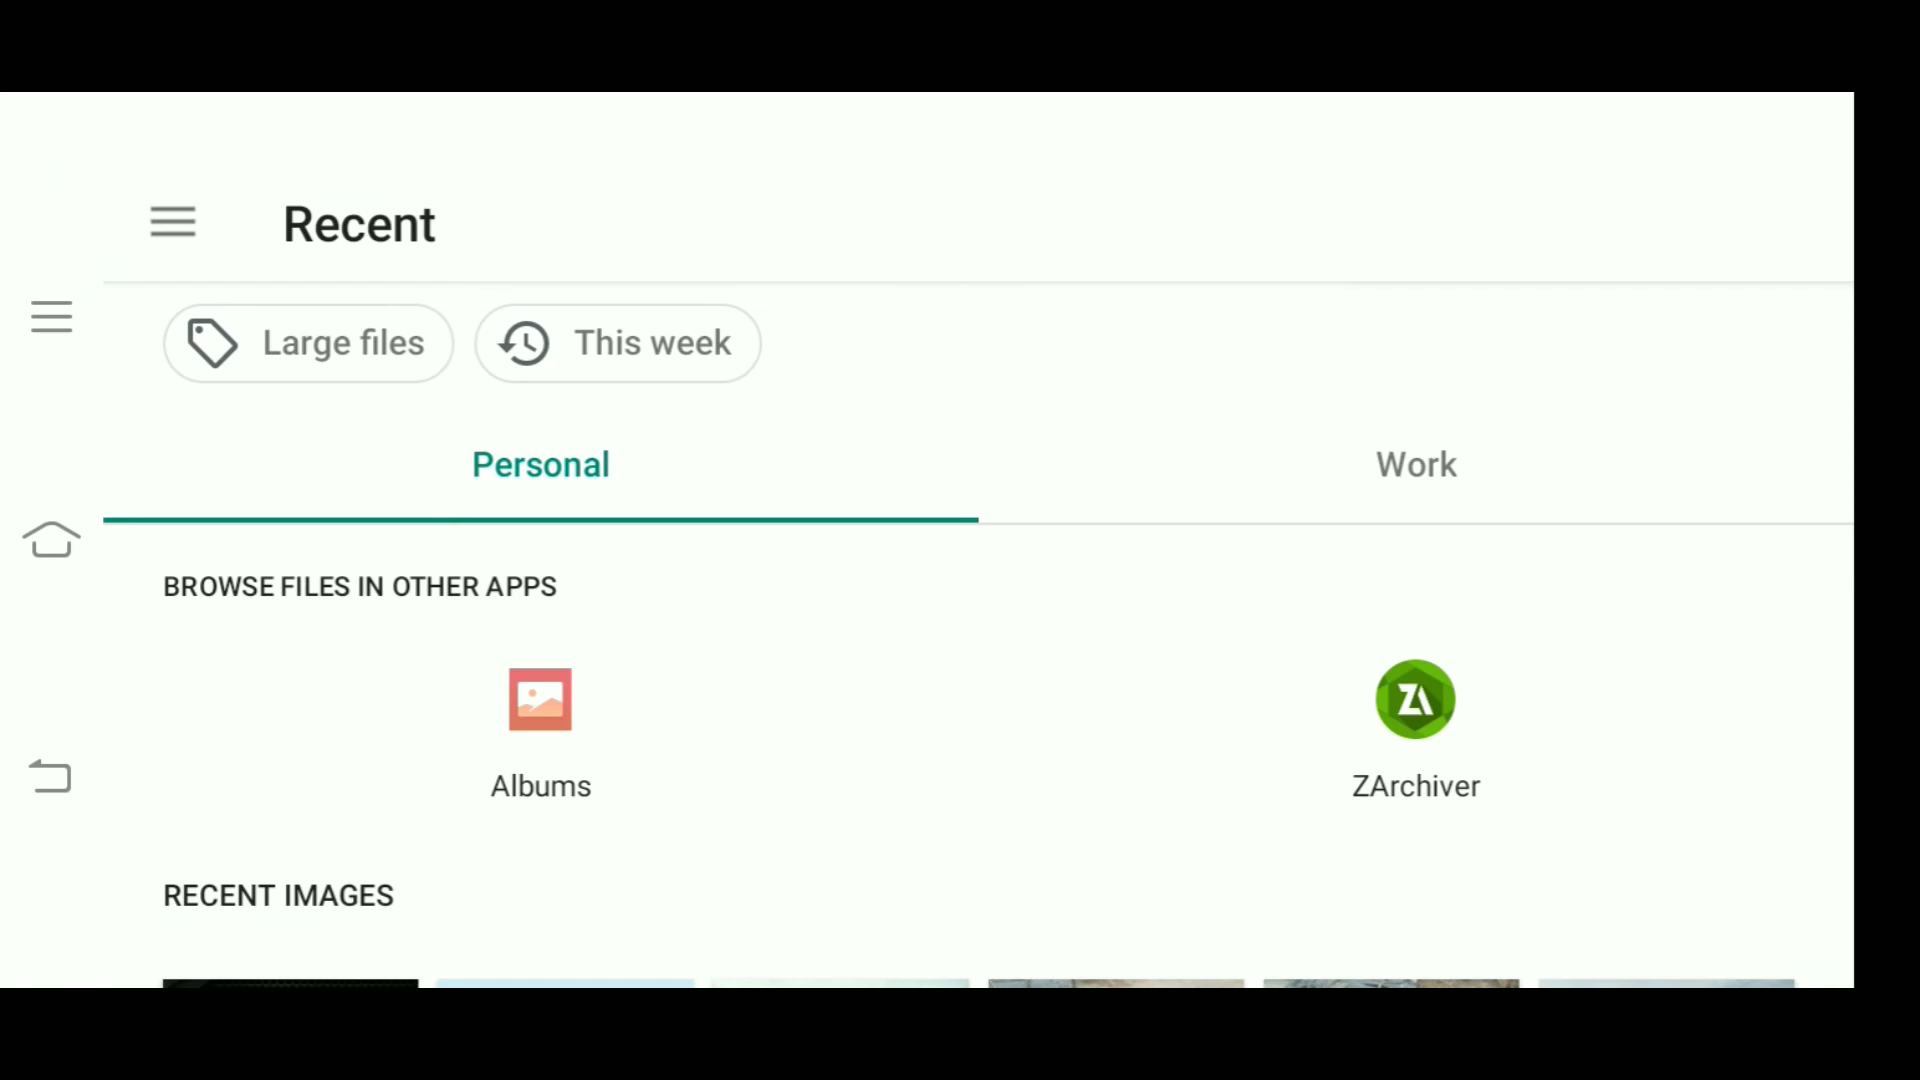 Recent
Large files
This week
Personal
Work
BROWSE FILES IN OTHER APPS
Albums
ZArchiver
RECENT IMAGES